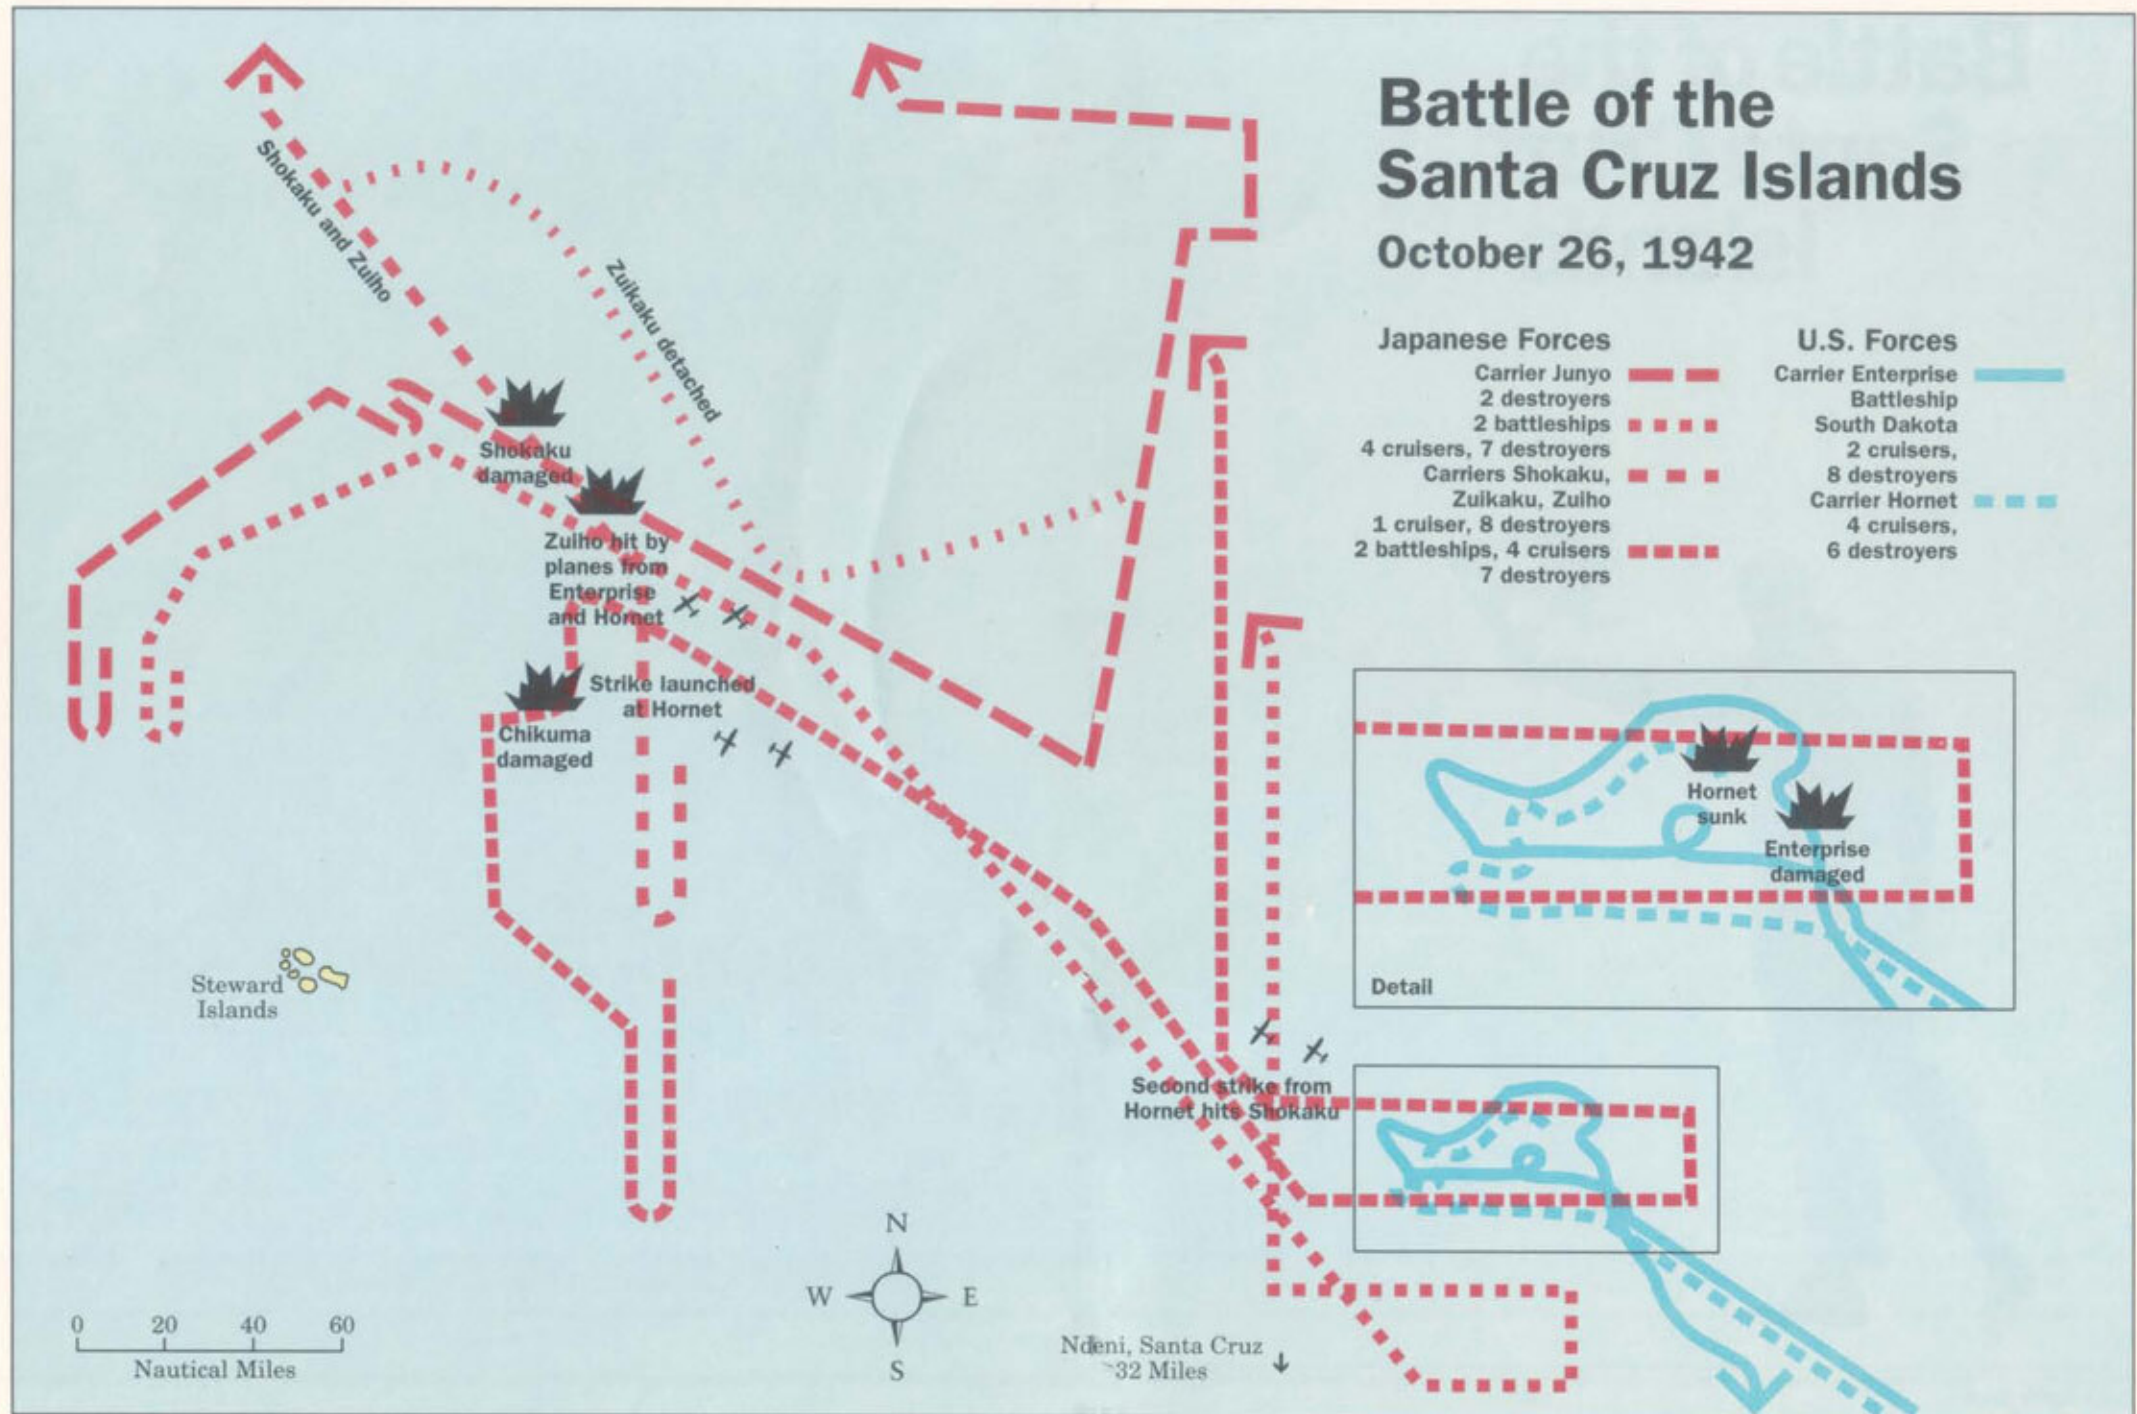 Battle of the
Santa Cruz Islands
October 26, 1942
Japanese Forces
Carrier Junyo
2 destroyers
2 battleships
4 cruisers, 7 destroyers
Carriers Shokaku,
Zuikaku, Zuiho
1 cruiser, 8 destroyers
2 battleships, 4 cruisers
7 destroyers
U.S. Forces
Carrier Enterprise
Battleship
South Dakota
2 cruisers,
8 destroyers
Carrier Hornet
4 cruisers,
6 destroyers
Shokaku and Zuiho
Zuikaku detached
Shokaku
damaged
Zuiho hit by
planes from
Enterprise
and Hornet
Strike launched
at Hornet
Chikuma
damaged
Hornet
sunk
Enterprise
damaged
Detail
Steward
Islands
Second strike from
Hornet hits Shokaku
N
W
E
S
0 20 40 60
Nautical Miles
Ndeni, Santa Cruz
32 Miles